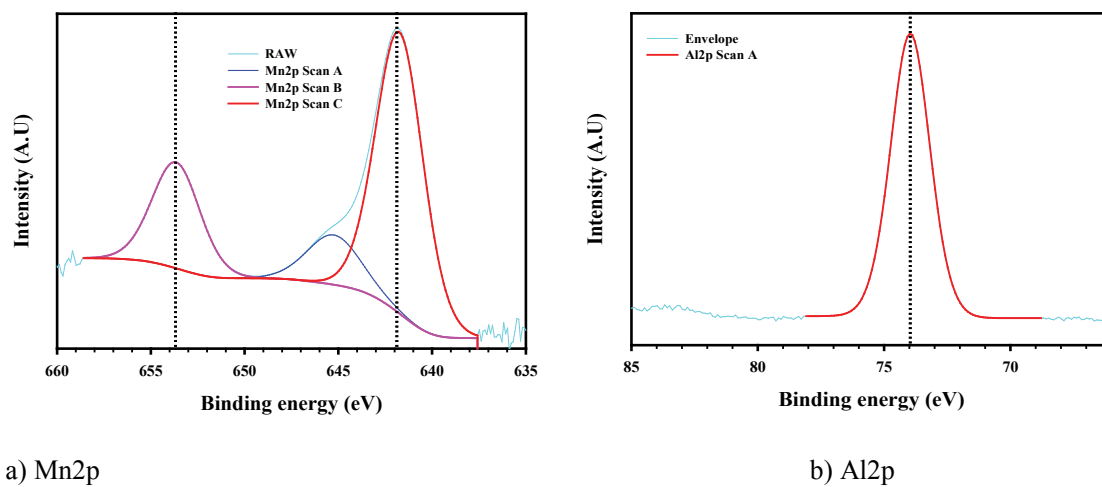 RAW
Mn2p Scan A
Mn2p Scan B
Mn2p Scan C
Intensity (A.U)
660 655 650 645 640 635
Binding energy (eV)
a) Mn2p
Envelope
Al2p Scan A
Intensity (A.U)
85 80 75 70
Binding energy (eV)
b) Al2p